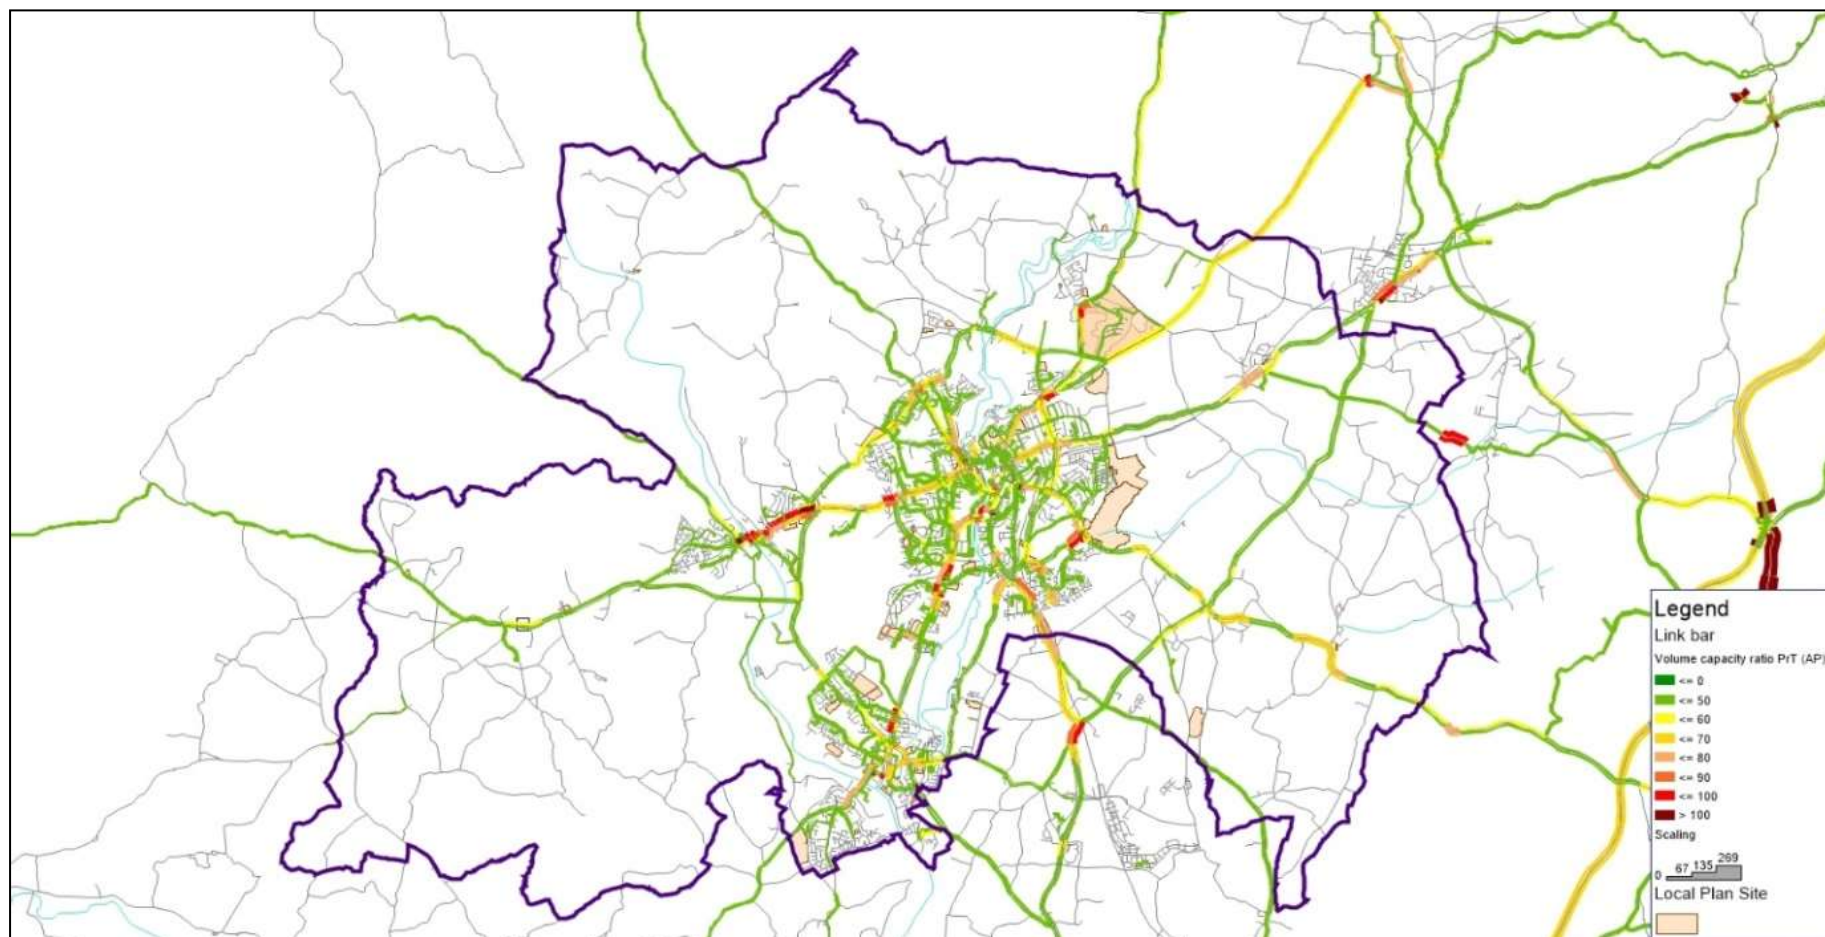 Legend
Link bar
Volume capacity ratio PrT (AP)
<= 0
<= 50
<= 60
<= 70
<= 80
<= 90
<= 100
> 100
Scaling
0 67 135 269
Local Plan Site